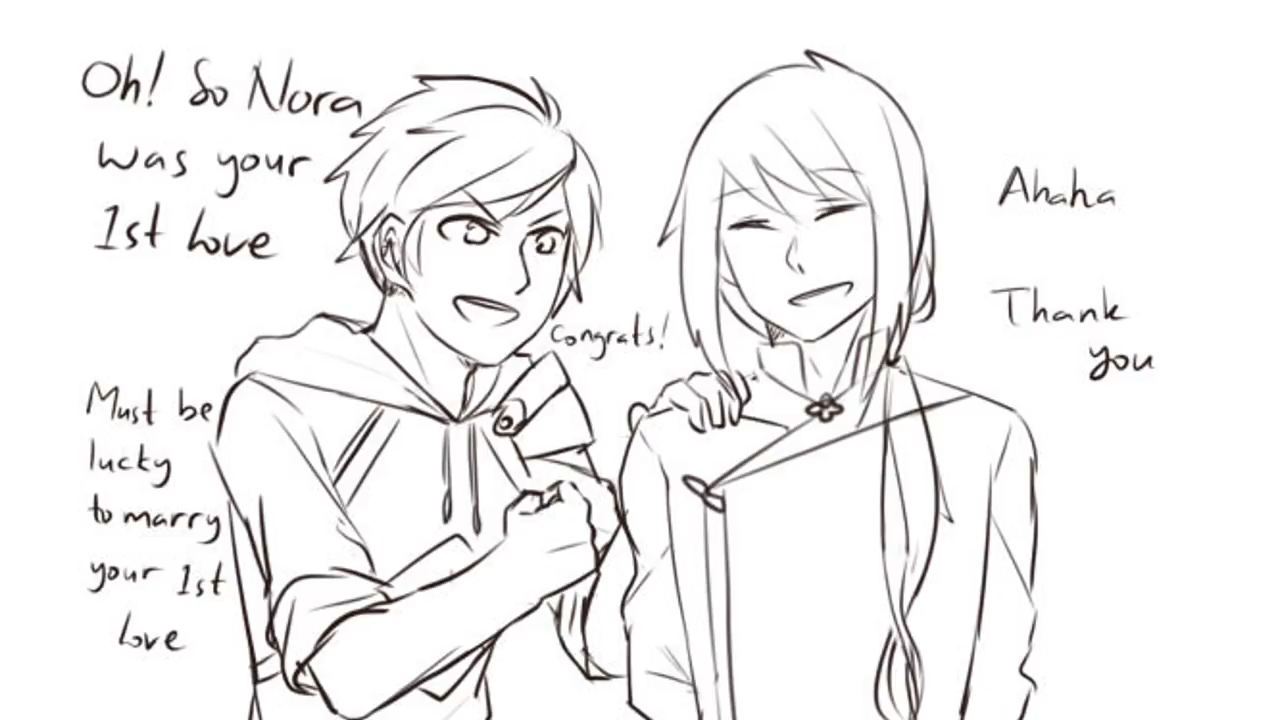 Oh! So Nora
was your
1st love
Congrats!
Must be
lucky
to marry
your 1st
love
Ahaha
Thank
you